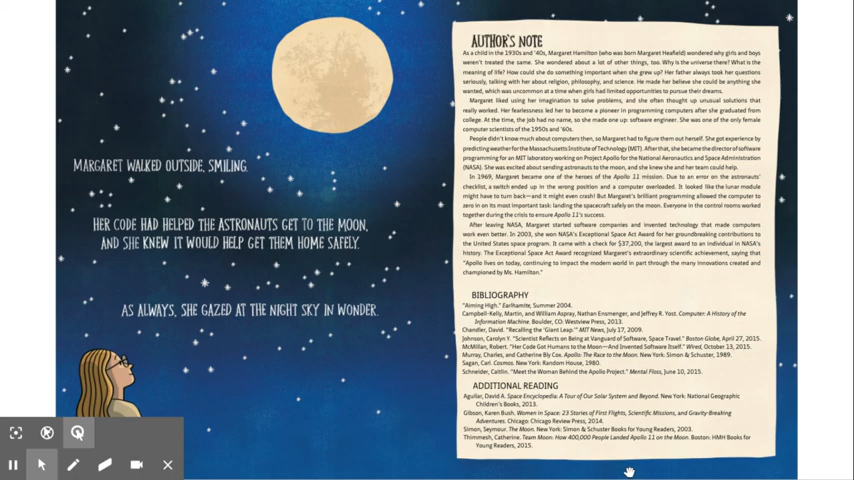 MARGARET WALKED OUTSIDE, SMILING.
HER CODE HAD HELPED THE ASTRONAUTS GET TO THE MOON,
AND SHE KNEW IT WOULD HELP GET THEM HOME SAFELY.
AS ALWAYS, SHE GAZED AT THE NIGHT SKY IN WONDER.
AUTHOR'S NOTE
As a child in the 1930s and '40s, Margaret Hamilton (who was born Margaret Heafield) wondered why girls and boys
weren't treated the same. She wondered about a lot of other things, too. Why is the universe there? What is the
meaning of life? How could she do something important when she grew up? Her father always took her questions
seriously, talking with her about religion, philosophy, and science. He made her believe she could be anything she
wanted, which was uncommon at a time when girls had limited opportunities to pursue their dreams.
Margaret liked using her imagination to solve problems, and she often thought up unusual solutions that
really worked. Her fearlessness led her to become a pioneer in programming computers after she graduated from
college. At the time, the job had no name, so she made one up: software engineer. She was one of the only female
computer scientists of the 1950s and '60s.
People didn't know much about computers then, so Margaret had to figure them out herself. She got experience by
predicting weather for the Massachusetts Institute of Technology (MIT). After that, she became the director of software
programming for an MIT laboratory working on Project Apollo for the National Aeronautics and Space Administration
(NASA). She was excited about sending astronauts to the moon, and she knew she and her team could help.
In 1969, Margaret became one of the heroes of the Apollo 11 mission. Due to an error on the astronauts'
checklist, a switch ended up in the wrong position and a computer overloaded. It looked like the lunar module
might have to turn back—and it might even crash! But Margaret's brilliant programming allowed the computer to
zero in on its most important task: landing the spacecraft safely on the moon. Everyone in the control rooms worked
together during the crisis to ensure Apollo 11's success.
After leaving NASA, Margaret started software companies and invented technology that made computers
work even better. In 2003, she won NASA's Exceptional Space Act Award for her groundbreaking contributions to
the United States space program. It came with a check for $37,200, the largest award to an individual in NASA's
history. The Exceptional Space Act Award recognized Margaret's extraordinary scientific achievement, saying that
"Apollo lives on today, continuing to impact the modern world in part through the many innovations created and
championed by Ms. Hamilton."
BIBLIOGRAPHY
"Aiming High." Earlhamite, Summer 2004.
Campbell-Kelly, Martin, and William Aspray, Nathan Ensmenger, and Jeffrey R. Yost. Computer: A History of the
Information Machine. Boulder, CO: Westview Press, 2013.
Chandler, David. "Recalling the 'Giant Leap.'" MIT News, July 17, 2009.
Johnson, Carolyn Y. "Scientist Reflects on Being at Vanguard of Software, Space Travel." Boston Globe, April 27, 2015.
McMillan, Robert. "Her Code Got Humans to the Moon—And Invented Software Itself." Wired, October 13, 2015.
Murray, Charles, and Catherine Bly Cox. Apollo: The Race to the Moon. New York: Simon & Schuster, 1989.
Sagan, Carl. Cosmos. New York: Random House, 1980.
Schneider, Caitlin. "Meet the Woman Behind the Apollo Project." Mental Floss, June 10, 2015.
ADDITIONAL READING
Aguilar, David A. Space Encyclopedia: A Tour of Our Solar System and Beyond. New York: National Geographic
Children's Books, 2013.
Gibson, Karen Bush. Women in Space: 23 Stories of First Flights, Scientific Missions, and Gravity-Breaking
Adventures. Chicago: Chicago Review Press, 2014.
Simon, Seymour. The Moon. New York: Simon & Schuster Books for Young Readers, 2003.
Thimmesh, Catherine. Team Moon: How 400,000 People Landed Apollo 11 on the Moon. Boston: HMH Books for
Young Readers, 2015.